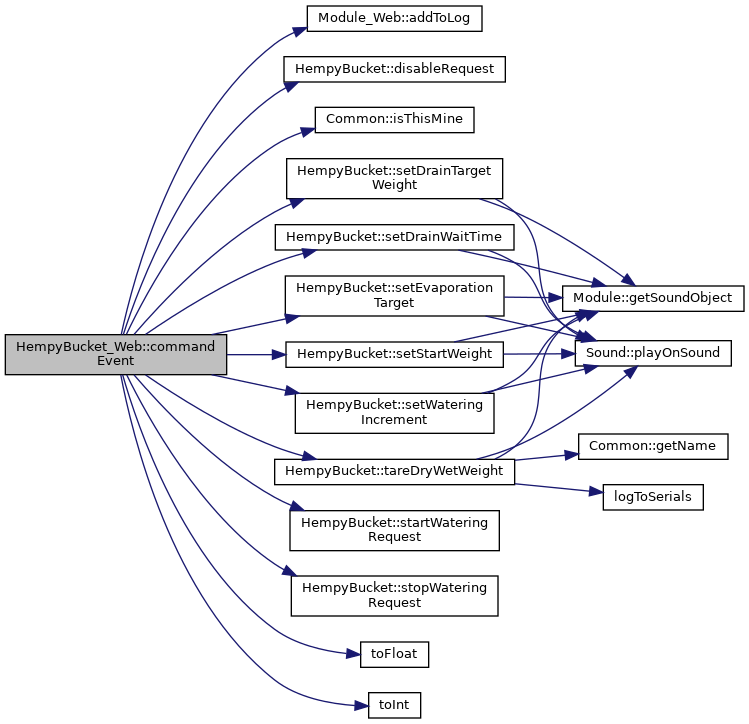 Module_Web::addToLog
HempyBucket::disableRequest
Common::isThisMine
HempyBucket::setDrainTarget
Weight
HempyBucket::setDrainWaitTime
HempyBucket::setEvaporation
Target
Module::getSoundObject
HempyBucket_Web::command
Event
HempyBucket::setStartWeight
Sound::playOnSound
HempyBucket::setWatering
Increment
Common::getName
HempyBucket::tareDryWetWeight
logToSerials
HempyBucket::startWatering
Request
HempyBucket::stopWatering
Request
toFloat
toInt